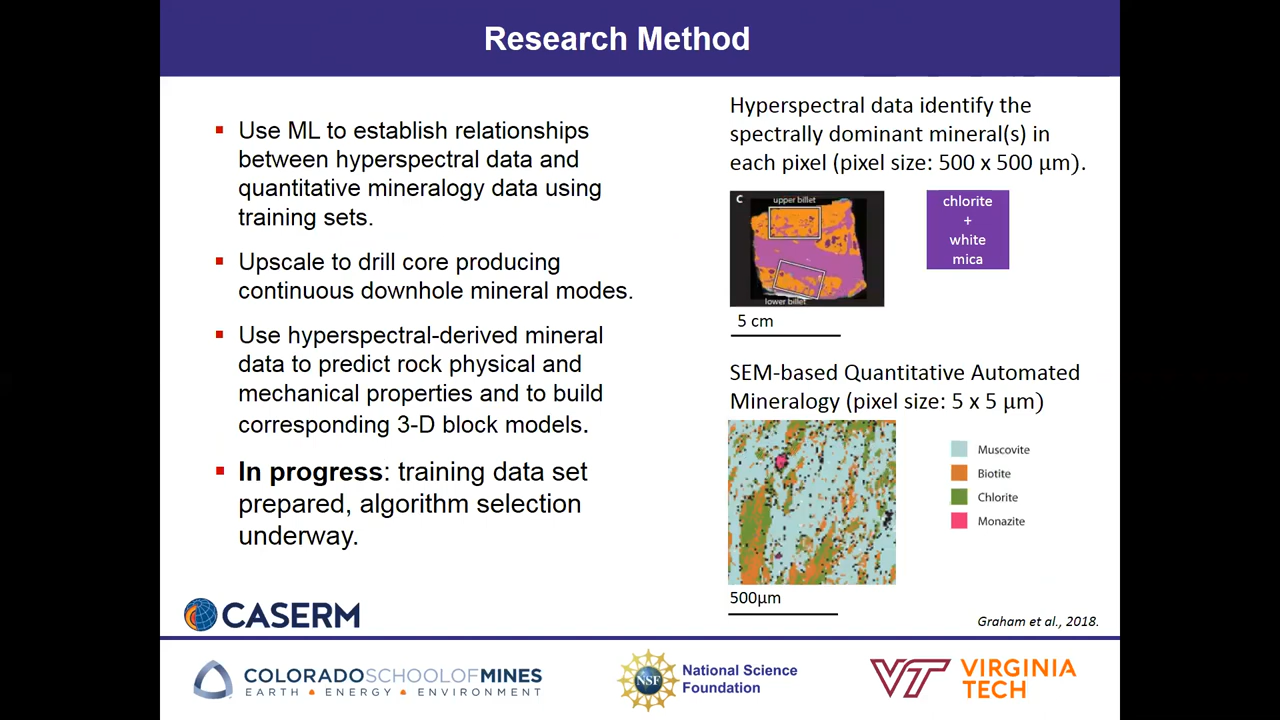 Research Method
Use ML to establish relationships
between hyperspectral data and
quantitative mineralogy data using
training sets.
Upscale to drill core producing
continuous downhole mineral modes.
Use hyperspectral-derived mineral
data to predict rock physical and
mechanical properties and to build
corresponding 3-D block models.
In progress: training data set
prepared, algorithm selection
underway.
Hyperspectral data identify the
spectrally dominant mineral(s) in
each pixel (pixel size: 500 x 500 µm).
C
upper billet
lower billet
chlorite
+
white
mica
5 cm
SEM-based Quantitative Automated
Mineralogy (pixel size: 5 x 5 µm)
Muscovite
Biotite
Chlorite
Monazite
500µm
Graham et al., 2018.
CASERM
COLORADOSCHOOLOFMINES
EARTH • ENERGY • ENVIRONMENT
NSF
National Science
Foundation
VT
VIRGINIA
TECH